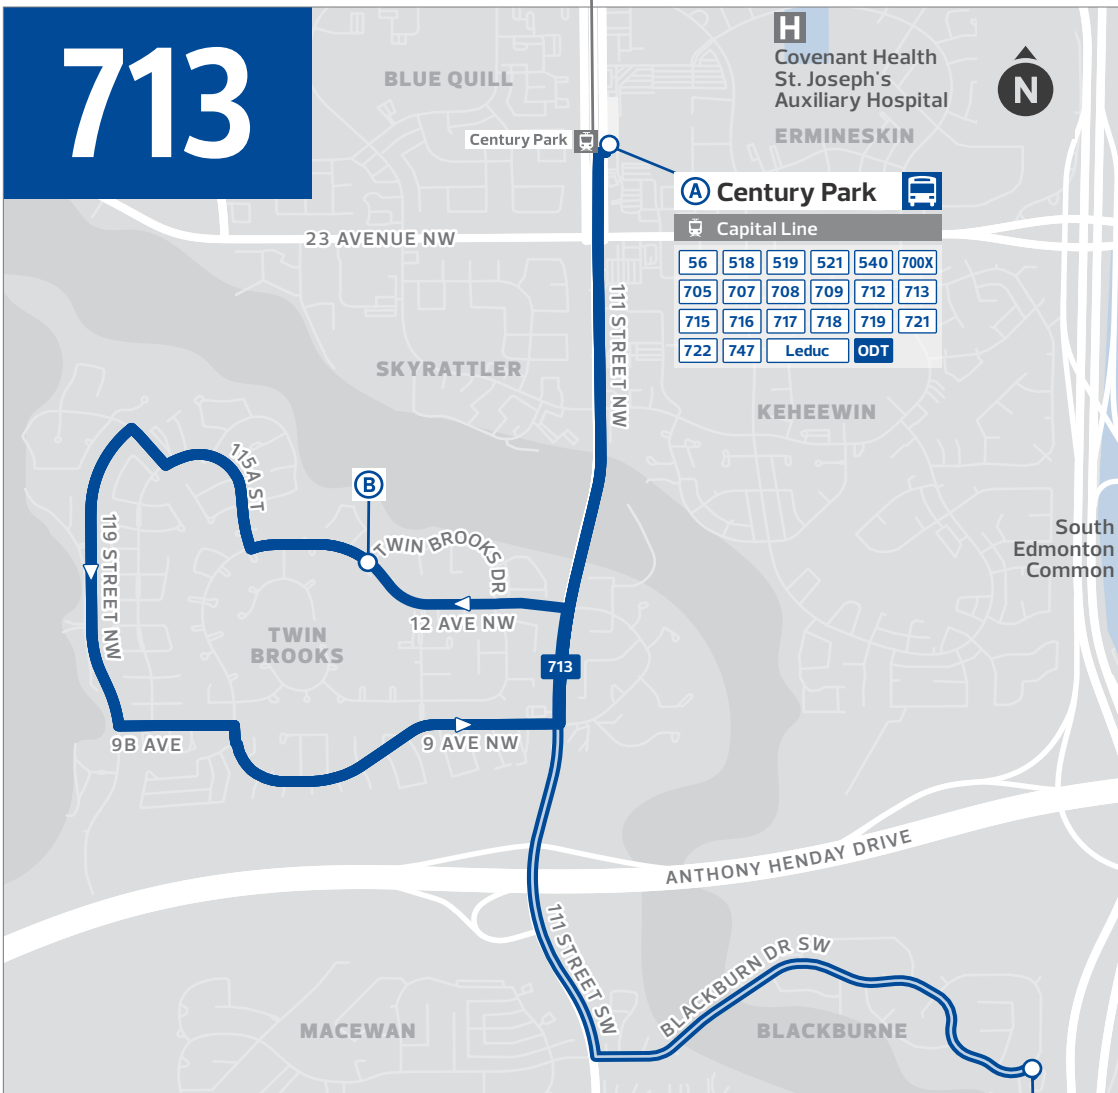 713
BLUE QUILL
H
Covenant Health
St. Joseph's
Auxiliary Hospital
N
ERMINESKIN
Century Park
A Century Park
Capital Line
56 518 519 521 540 700X
705 707 708 709 712 713
715 716 717 718 719 721
722 747 Leduc ODT
23 AVENUE NW
111 STREET NW
SKYRATTLER
KEHEEWIN
115A ST
B
TWIN BROOKS DR
119 STREET NW
South
Edmonton
Common
12 AVE NW
TWIN
BROOKS
713
9B AVE
9 AVE NW
ANTHONY HENDAY DRIVE
111 STREET SW
BLACKBURN DR SW
MACEWAN
BLACKBURNE